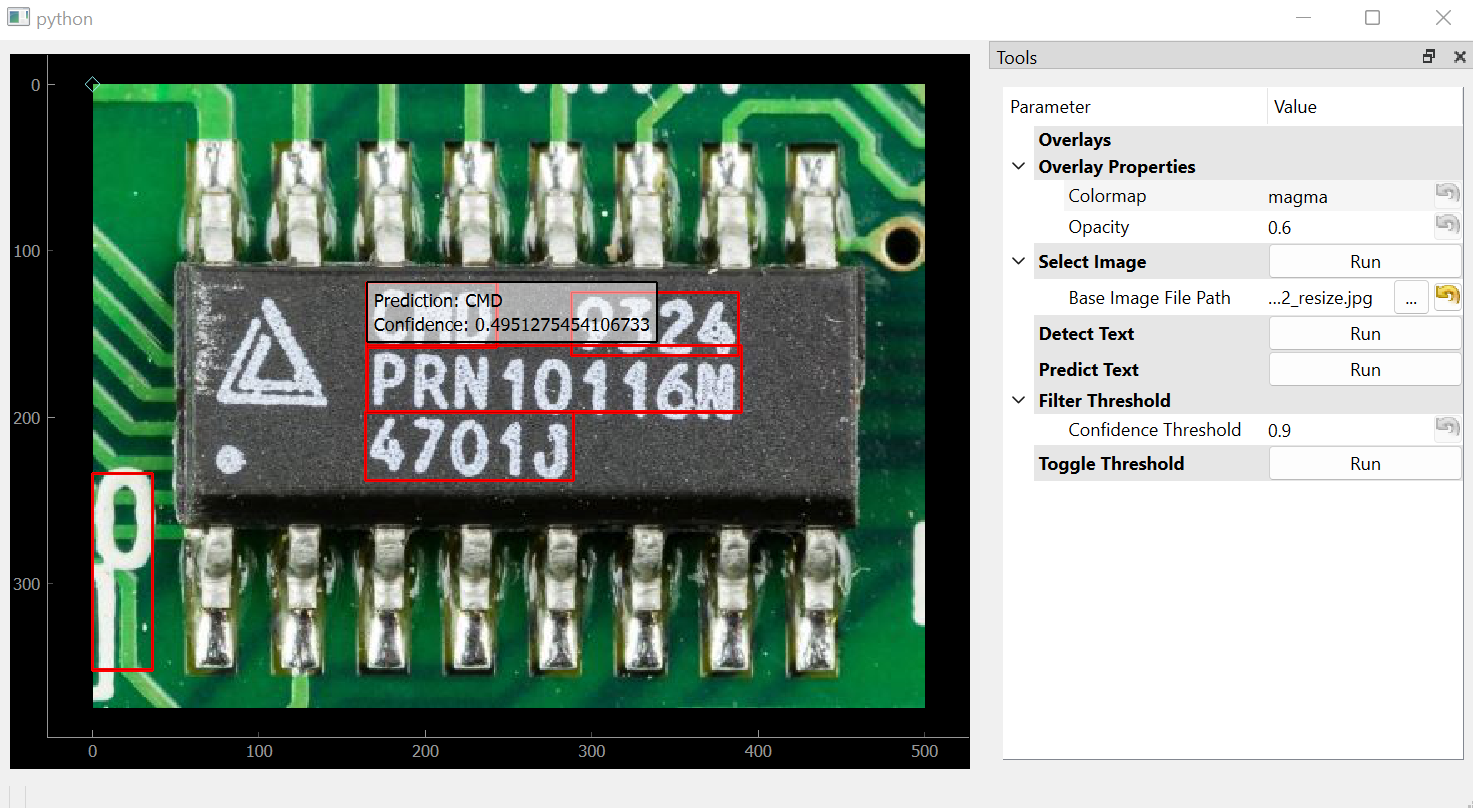 python
Tools
Parameter Value
Overlays
Overlay Properties
Colormap magma
Opacity 0.6
Select Image Run
Base Image File Path ...2_resize.jpg ...
Detect Text Run
Predict Text Run
Filter Threshold
Confidence Threshold 0.9
Toggle Threshold Run
0
100
200
300
0 100 200 300 400 500
Prediction: CMD
Confidence: 0.4951275454106733
CMD 9324
PRN10116N
4701J